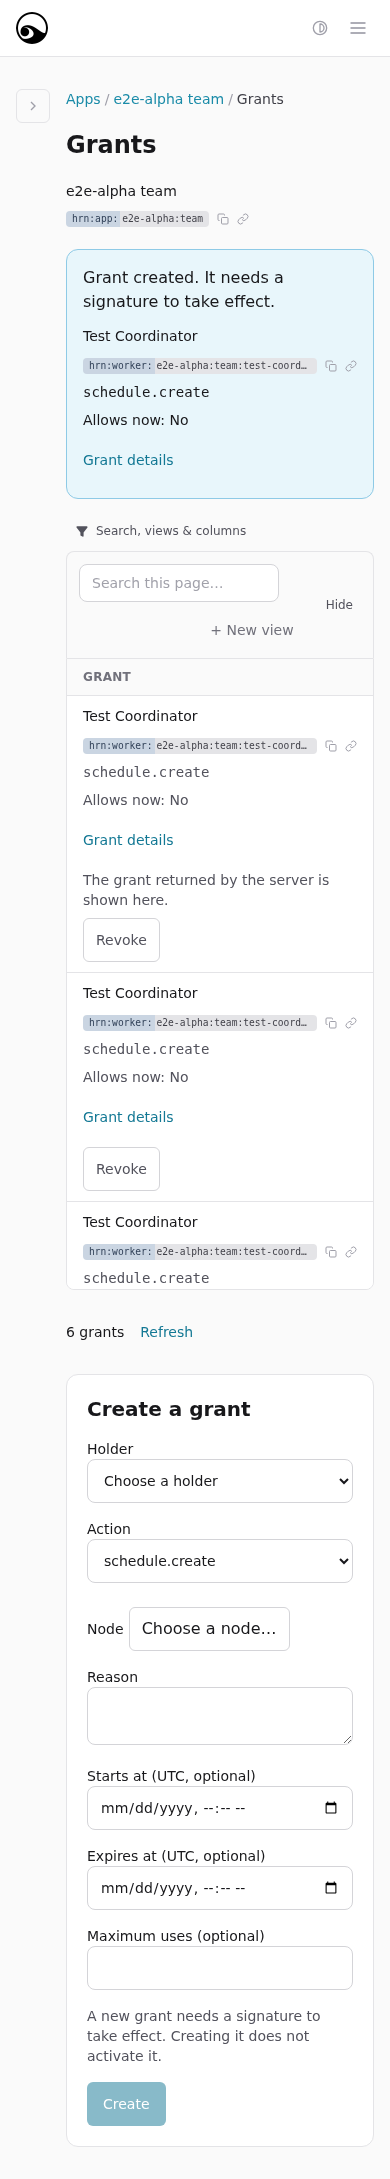 Apps / e2e-alpha team / Grants
Grants
e2e-alpha team
hrn:app: e2e-alpha:team
Grant created. It needs a
signature to take effect.
Test Coordinator
hrn:worker: e2e-alpha:team:test-coord…
schedule.create
Allows now: No
Grant details
Search, views & columns
Search this page…
Hide
+ New view
GRANT
Test Coordinator
hrn:worker: e2e-alpha:team:test-coord…
schedule.create
Allows now: No
Grant details
The grant returned by the server is
shown here.
Revoke
Test Coordinator
hrn:worker: e2e-alpha:team:test-coord…
schedule.create
Allows now: No
Grant details
Revoke
Test Coordinator
hrn:worker: e2e-alpha:team:test-coord…
schedule.create
6 grants Refresh
Create a grant
Holder
Choose a holder
Action
schedule.create
Node Choose a node…
Reason
Starts at (UTC, optional)
mm/dd/yyyy, --:-- --
Expires at (UTC, optional)
mm/dd/yyyy, --:-- --
Maximum uses (optional)
A new grant needs a signature to
take effect. Creating it does not
activate it.
Create